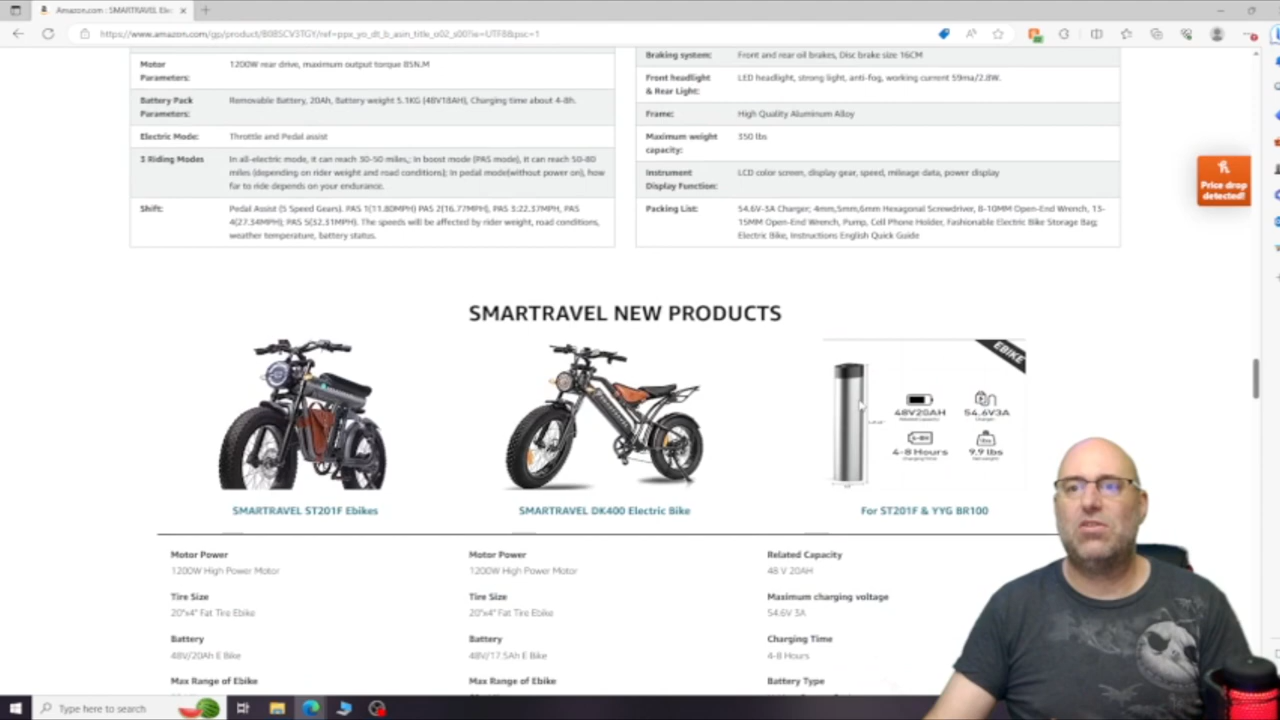 Amazon.com : SMARTRAVEL Elec
https://www.amazon.com/gp/product/B0BSCV3TGY/ref=ppx_yo_dt_b_asin_title_o02_s00?ie=UTF8&psc=1
Motor Parameters:
1200W rear drive, maximum output torque 85N.M
Battery Pack Parameters:
Removable Battery, 20Ah, Battery weight 5.1KG (48V18AH), Charging time about 4-8h.
Electric Mode:
Throttle and Pedal assist
3 Riding Modes
In all-electric mode, it can reach 30-50 miles,; In boost mode (PAS mode), it can reach 50-80
miles (depending on rider weight and road conditions); In pedal mode(without power on), how
far to ride depends on your endurance.
Shift:
Pedal Assist (5 Speed Gears). PAS 1(11.80MPH) PAS 2(16.77MPH), PAS 3:22.37MPH, PAS
4(27.34MPH), PAS 5(32.31MPH). The speeds will be affected by rider weight, road conditions,
weather temperature, battery status.
Braking system:
Front and rear oil brakes, Disc brake size 16CM
Front headlight
& Rear Light:
LED headlight, strong light, anti-fog, working current 59ma/2.8W.
Frame:
High Quality Aluminum Alloy
Maximum weight
capacity:
350 lbs
Instrument
Display Function:
LCD color screen, display gear, speed, mileage data, power display
Packing List:
54.6V-3A Charger; 4mm,5mm,6mm Hexagonal Screwdriver, 8-10MM Open-End Wrench, 13-
15MM Open-End Wrench, Pump, Cell Phone Holder, Fashionable Electric Bike Storage Bag;
Electric Bike, Instructions English Quick Guide
Price drop
detected!
SMARTRAVEL NEW PRODUCTS
EBIKE
48V20AH
54.6V3A
4-8 Hours
9.9 lbs
SMARTRAVEL ST201F Ebikes
SMARTRAVEL DK400 Electric Bike
For ST201F & YYG BR100
Motor Power
1200W High Power Motor
Tire Size
20"x4" Fat Tire Ebike
Battery
48V/20Ah E Bike
Max Range of Ebike
Motor Power
1200W High Power Motor
Tire Size
20"x4" Fat Tire Ebike
Battery
48V/17.5Ah E Bike
Max Range of Ebike
Related Capacity
48 V 20AH
Maximum charging voltage
54.6V 3A
Charging Time
4-8 Hours
Battery Type
Type here to search